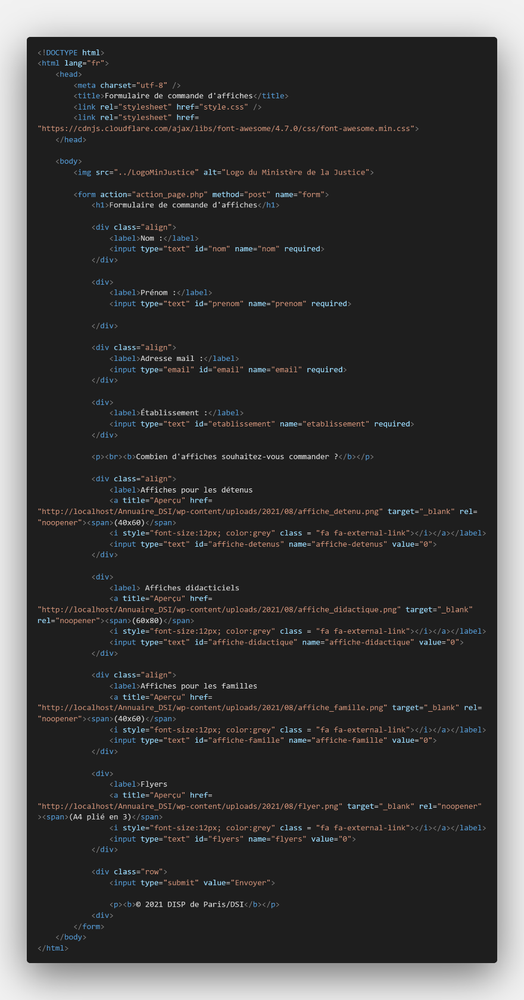 <!DOCTYPE html>
<html lang="fr">
    <head>
        <meta charset="utf-8" />
        <title>Formulaire de commande d'affiches</title>
        <link rel="stylesheet" href="style.css" />
        <link rel="stylesheet" href=
"https://cdnjs.cloudflare.com/ajax/libs/font-awesome/4.7.0/css/font-awesome.min.css">
    </head>

    <body>
        <img src="../LogoMinJustice" alt="Logo du Ministère de la Justice">

        <form action="action_page.php" method="post" name="form">
            <h1>Formulaire de commande d'affiches</h1>

            <div class="align">
                <label>Nom :</label>
                <input type="text" id="nom" name="nom" required>
            </div>

            <div>
                <label>Prénom :</label>
                <input type="text" id="prenom" name="prenom" required>

            </div>

            <div class="align">
                <label>Adresse mail :</label>
                <input type="email" id="email" name="email" required>
            </div>

            <div>
                <label>Établissement :</label>
                <input type="text" id="etablissement" name="etablissement" required>
            </div>

            <p><br><b>Combien d'affiches souhaitez-vous commander ?</b></p>

            <div class="align">
                <label>Affiches pour les détenus
                <a title="Aperçu" href=
"http://localhost/Annuaire_DSI/wp-content/uploads/2021/08/affiche_detenu.png" target="_blank" rel=
"noopener"><span>(40x60)</span>
                <i style="font-size:12px; color:grey" class = "fa fa-external-link"></i></a></label>
                <input type="text" id="affiche-detenus" name="affiche-detenus" value="0">
            </div>

            <div>
                <label> Affiches didacticiels
                <a title="Aperçu" href=
"http://localhost/Annuaire_DSI/wp-content/uploads/2021/08/affiche_didactique.png" target="_blank"
rel="noopener"><span>(60x80)</span>
                <i style="font-size:12px; color:grey" class = "fa fa-external-link"></i></a></label>
                <input type="text" id="affiche-didactique" name="affiche-didactique" value="0">
            </div>

            <div class="align">
                <label>Affiches pour les familles
                <a title="Aperçu" href=
"http://localhost/Annuaire_DSI/wp-content/uploads/2021/08/affiche_famille.png" target="_blank" rel=
"noopener"><span>(40x60)</span>
                <i style="font-size:12px; color:grey" class = "fa fa-external-link"></i></a></label>
                <input type="text" id="affiche-famille" name="affiche-famille" value="0">
            </div>

            <div>
                <label>Flyers
                <a title="Aperçu" href=
"http://localhost/Annuaire_DSI/wp-content/uploads/2021/08/flyer.png" target="_blank" rel="noopener"
><span>(A4 plié en 3)</span>
                <i style="font-size:12px; color:grey" class = "fa fa-external-link"></i></a></label>
                <input type="text" id="flyers" name="flyers" value="0">
            </div>

            <div class="row">
                <input type="submit" value="Envoyer">

                <p><b>© 2021 DISP de Paris/DSI</b></p>
            <div>
        </form>
    </body>
</html>